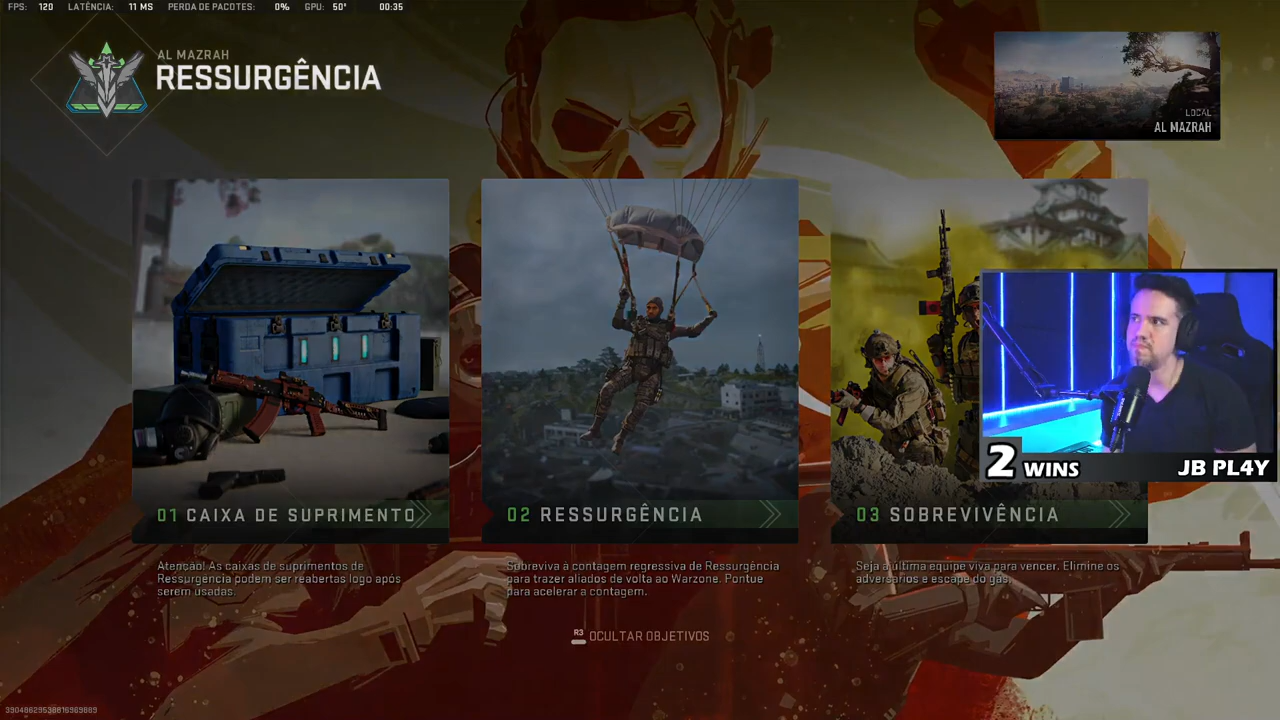 FPS: 120 LATÊNCIA: 11 MS PERDA DE PACOTES: 0% GPU: 50° 00:35
AL MAZRAH
RESSURGÊNCIA
LOCAL
AL MAZRAH
01 CAIXA DE SUPRIMENTO
02 RESSURGÊNCIA
03 SOBREVIVÊNCIA
2 WINS JB PL4Y
Atenção! As caixas de suprimentos de
Ressurgência podem ser reabertas logo após
serem usadas.
Sobreviva à contagem regressiva de Ressurgência
para trazer aliados de volta ao Warzone. Pontue
para acelerar a contagem.
Seja a última equipe viva para vencer. Elimine os
adversários e escape do gás.
R3 OCULTAR OBJETIVOS